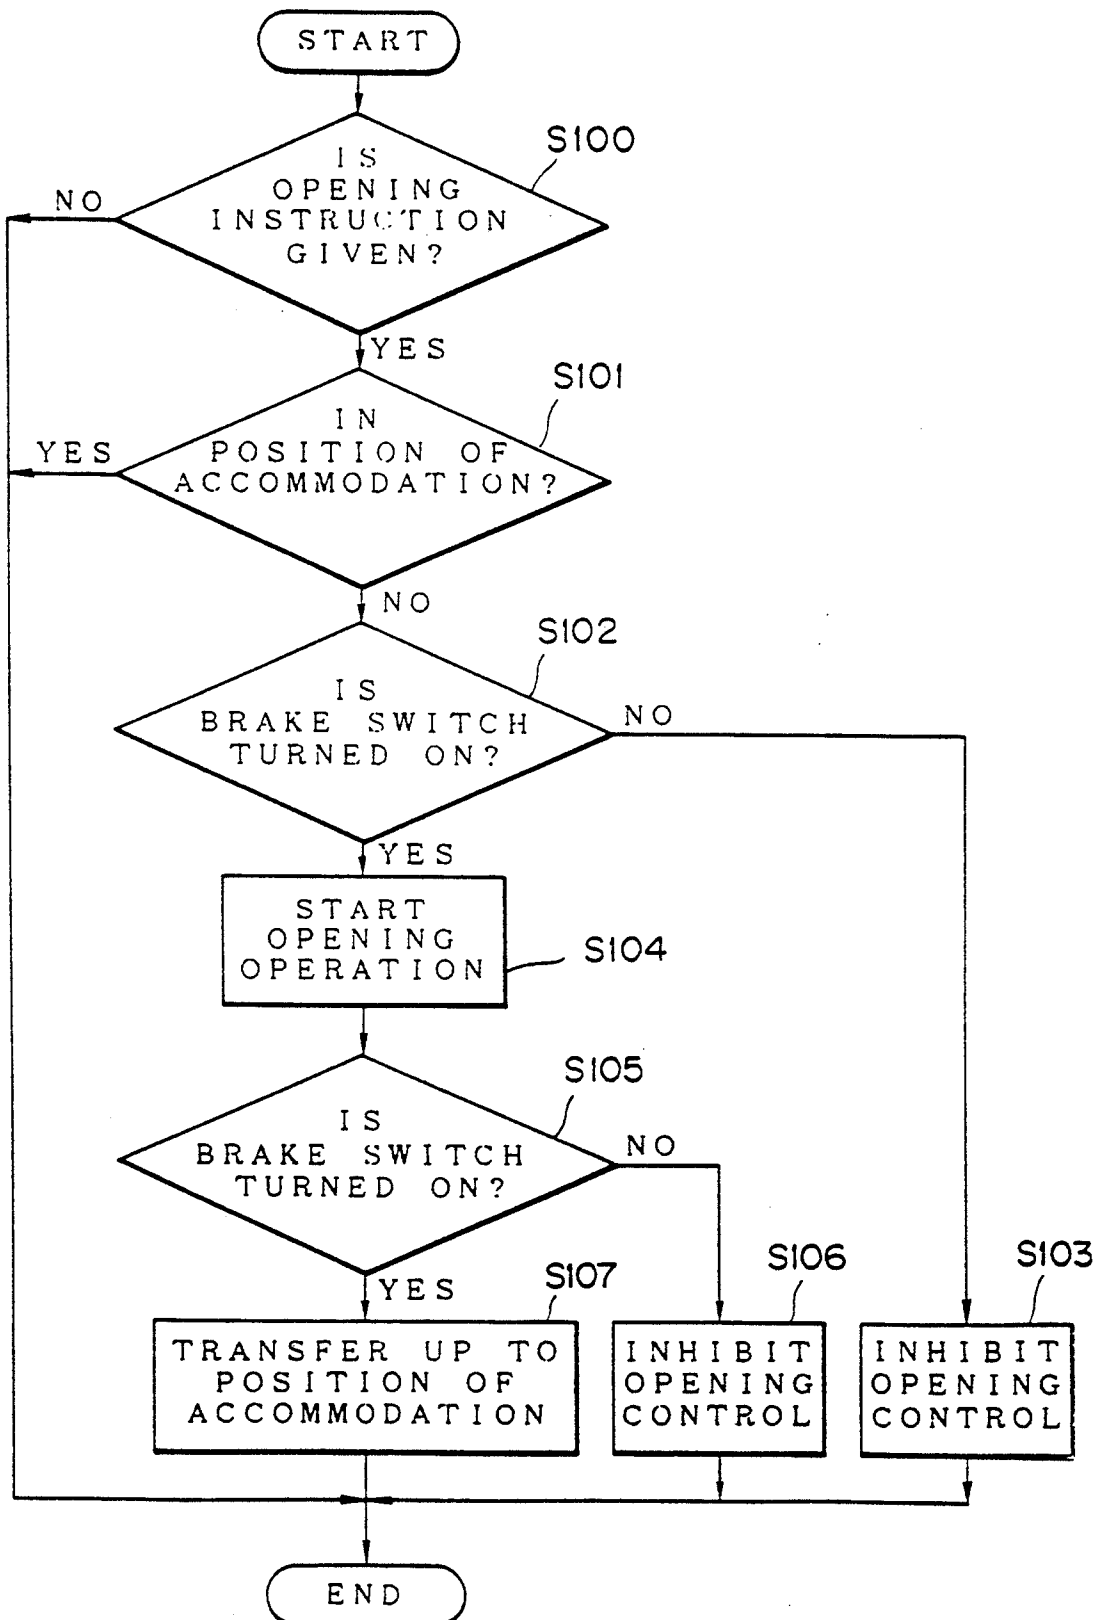 START
S100
IS
OPENING
INSTRUCTION
GIVEN?
NO
YES
S101
IN
POSITION OF
ACCOMMODATION?
YES
NO
S102
IS
BRAKE SWITCH
TURNED ON?
NO
YES
START
OPENING
OPERATION
S104
S105
IS
BRAKE SWITCH
TURNED ON?
NO
YES
S107
TRANSFER UP TO
POSITION OF
ACCOMMODATION
S106
INHIBIT
OPENING
CONTROL
S103
INHIBIT
OPENING
CONTROL
END